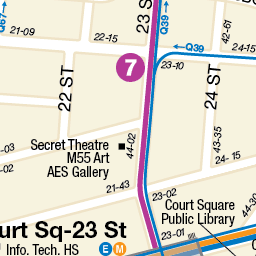 Q67
21-09
22-15
23 S
Q39
42-51
Q39
7
23-10
22 ST
24 ST
Secret Theatre
M55 Art
AES Gallery
44-02
43-35
24-15
21-43
23-02
Court Square
Public Library
urt Sq-23 St
Info. Tech. HS
E M
23-01